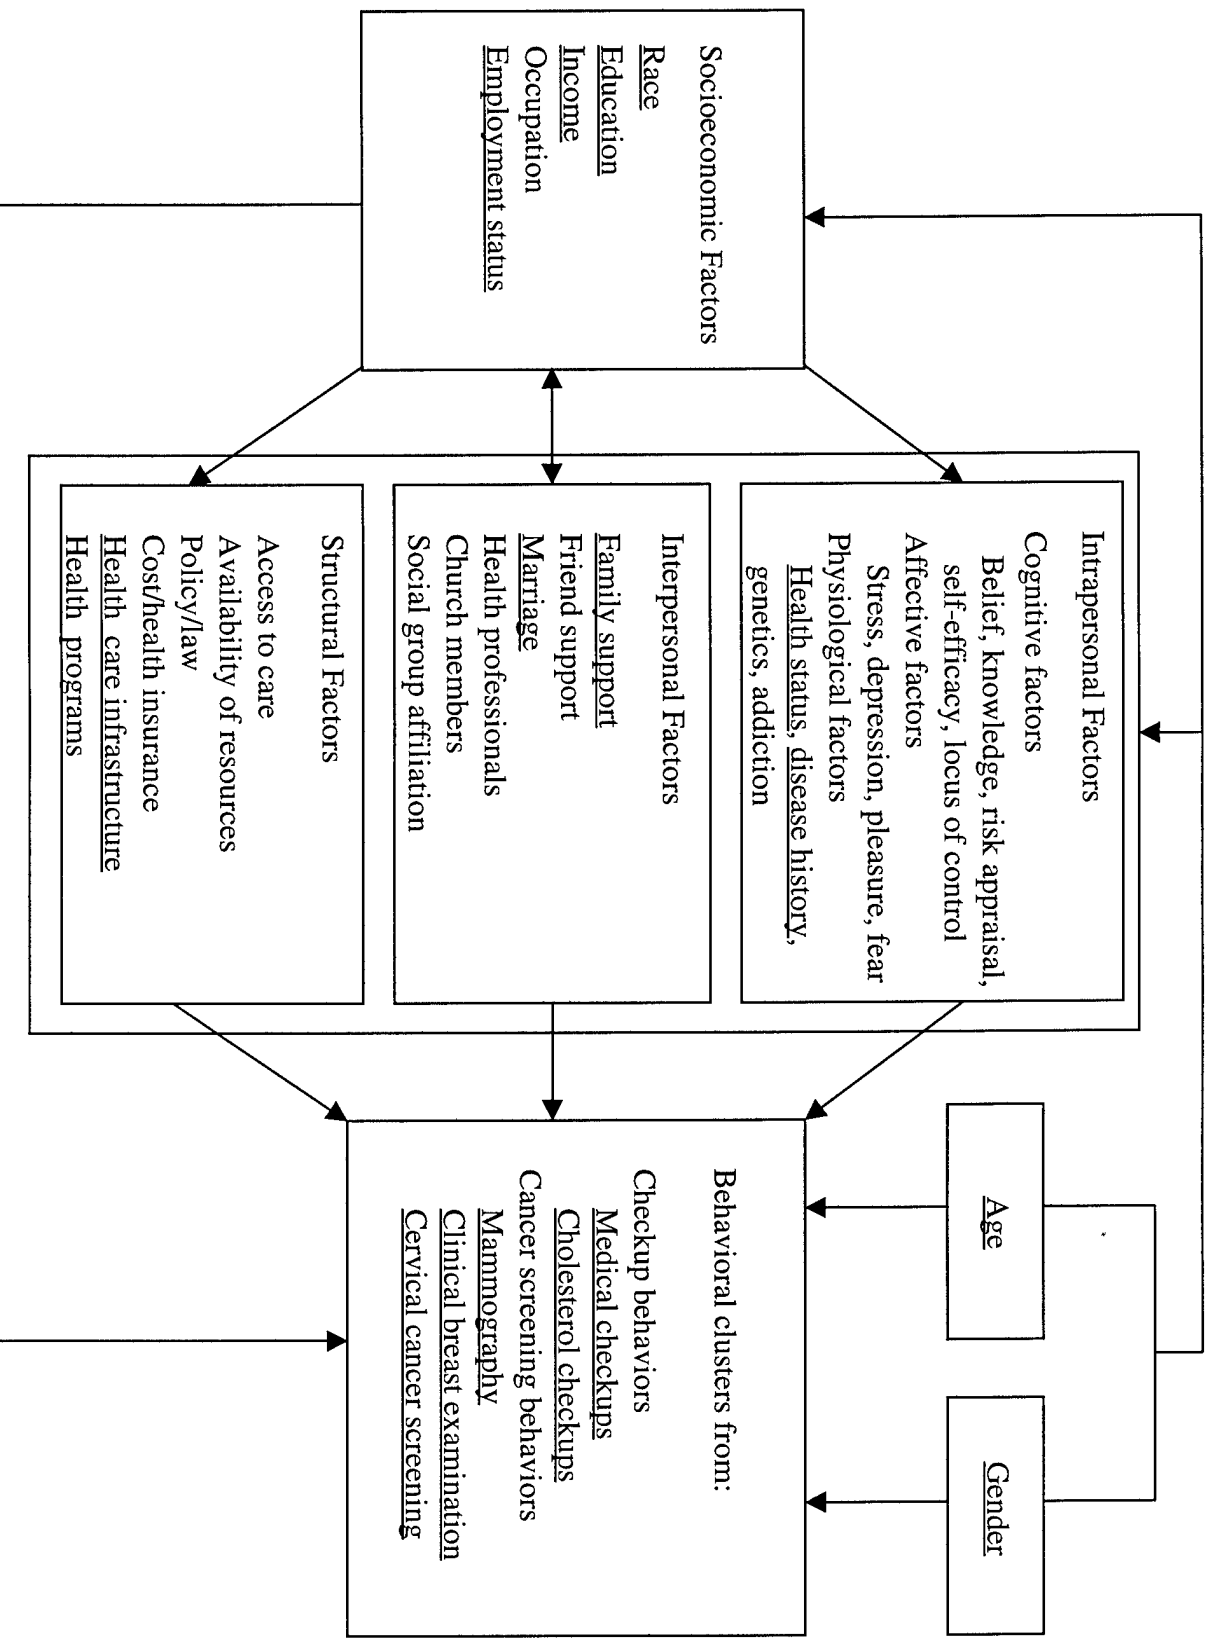 Socioeconomic Factors
Race
Education
Income
Occupation
Employment status
Intrapersonal Factors
Cognitive factors
Belief, knowledge, risk appraisal,
self-efficacy, locus of control
Affective factors
Stress, depression, pleasure, fear
Physiological factors
Health status, disease history,
genetics, addiction
Interpersonal Factors
Family support
Friend support
Marriage
Health professionals
Church members
Social group affiliation
Structural Factors
Access to care
Availability of resources
Policy/law
Cost/health insurance
Health care infrastructure
Health programs
Age
Gender
Behavioral clusters from:
Checkup behaviors
Medical checkups
Cholesterol checkups
Cancer screening behaviors
Mammography
Clinical breast examination
Cervical cancer screening